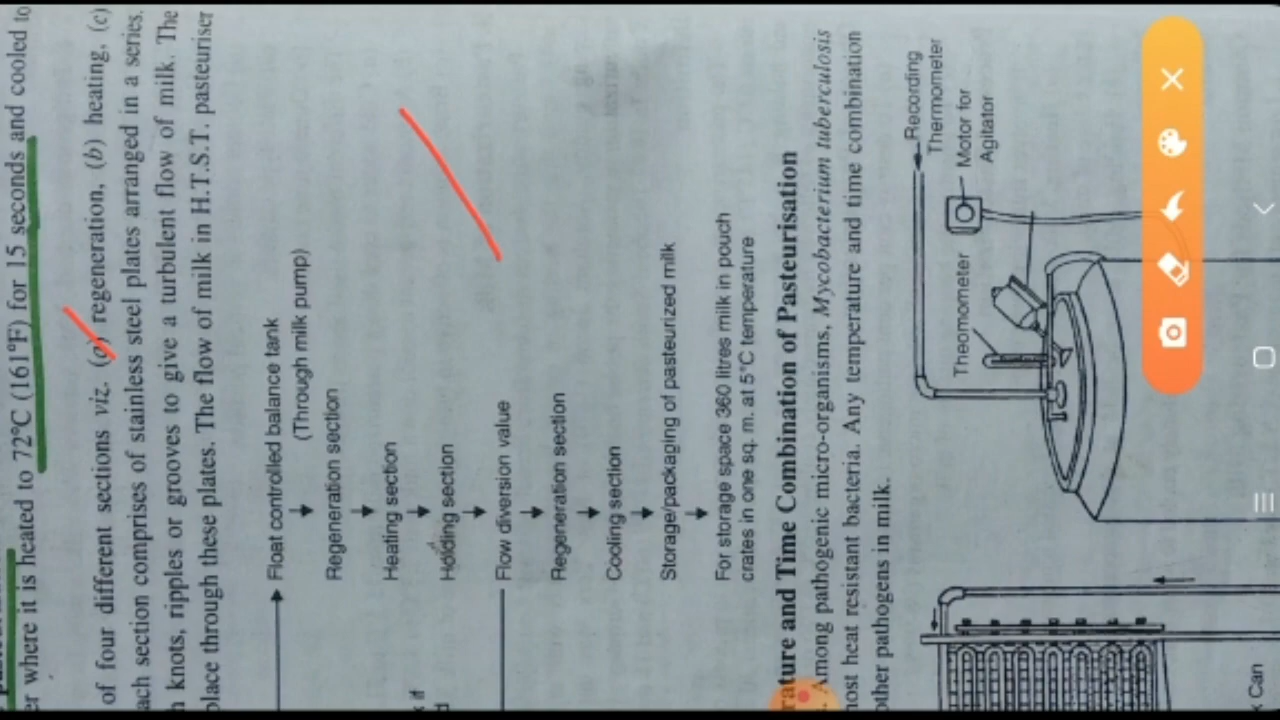 er where it is heated to 72°C (161°F) for 15 seconds and cooled to
of four different sections viz. (a) regeneration, (b) heating, (c)
ach section comprises of stainless steel plates arranged in a series.
h knots, ripples or grooves to give a turbulent flow of milk. The
place through these plates. The flow of milk in H.T.S.T. pasteuriser
Float controlled balance tank
(Through milk pump)
Regeneration section
Heating section
Holding section
Flow diversion value
Regeneration section
Cooling section
Storage/packaging of pasteurized milk
For storage space 360 litres milk in pouch
crates in one sq. m. at 5°C temperature
rature and Time Combination of Pasteurisation
Among pathogenic micro-organisms, Mycobacterium tuberculosis
nost heat resistant bacteria. Any temperature and time combination
other pathogens in milk.
Recording
Thermometer
Motor for
Agitator
Theomometer
Can